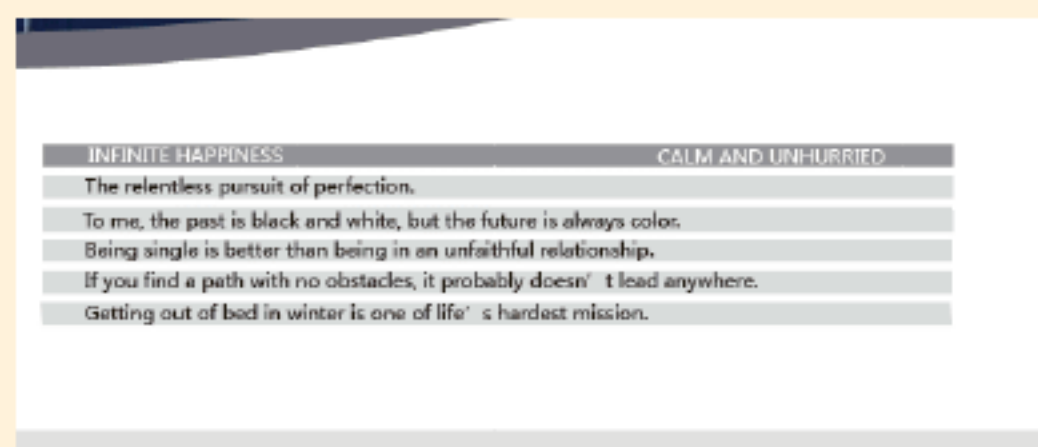 INFINITE HAPPINESS CALM AND UNHURRIED
The relentless pursuit of perfection.
To me, the past is black and white, but the future is always color.
Being single is better than being in an unfaithful relationship.
If you find a path with no obstacles, it probably doesn' t lead anywhere.
Getting out of bed in winter is one of life' s hardest mission.